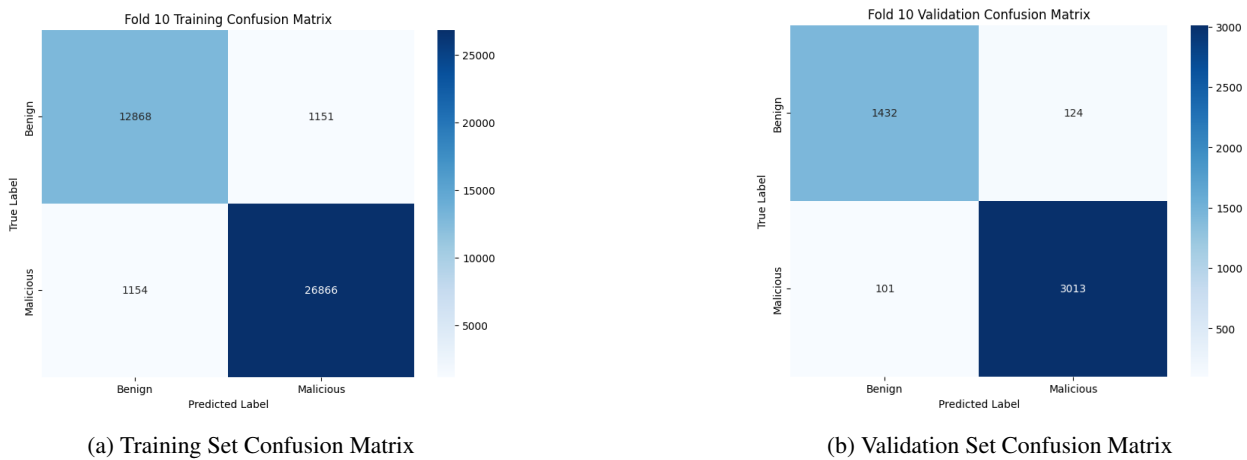 Fold 10 Training Confusion Matrix
True Label
Benign
Malicious
12868 1151
1154 26866
Benign Malicious
Predicted Label
25000
20000
15000
10000
5000
(a) Training Set Confusion Matrix
Fold 10 Validation Confusion Matrix
True Label
Benign
Malicious
1432 124
101 3013
Benign Malicious
Predicted Label
3000
2500
2000
1500
1000
500
(b) Validation Set Confusion Matrix